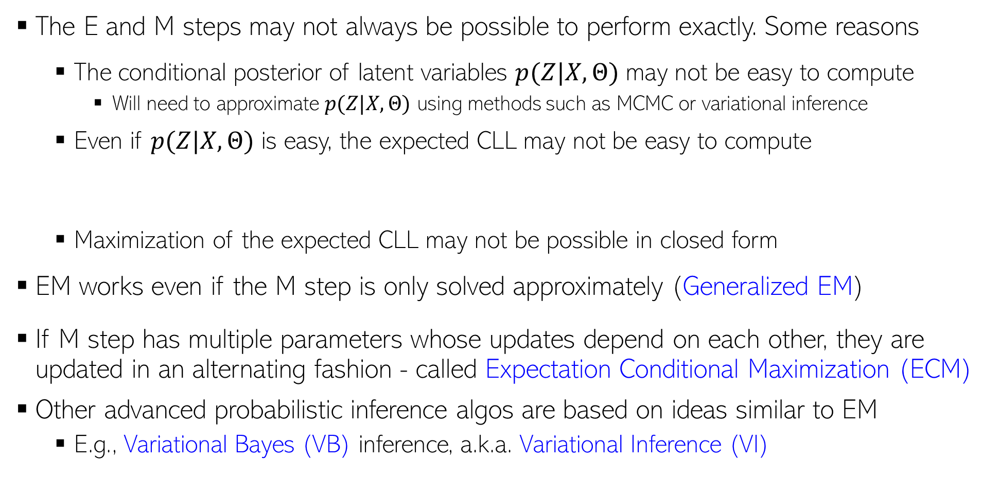 ▪ The E and M steps may not always be possible to perform exactly. Some reasons
▪ The conditional posterior of latent variables p(Z|X, Θ) may not be easy to compute
▪ Will need to approximate p(Z|X, Θ) using methods such as MCMC or variational inference
▪ Even if p(Z|X, Θ) is easy, the expected CLL may not be easy to compute
▪ Maximization of the expected CLL may not be possible in closed form
▪ EM works even if the M step is only solved approximately (Generalized EM)
▪ If M step has multiple parameters whose updates depend on each other, they are
updated in an alternating fashion - called Expectation Conditional Maximization (ECM)
▪ Other advanced probabilistic inference algos are based on ideas similar to EM
▪ E.g., Variational Bayes (VB) inference, a.k.a. Variational Inference (VI)